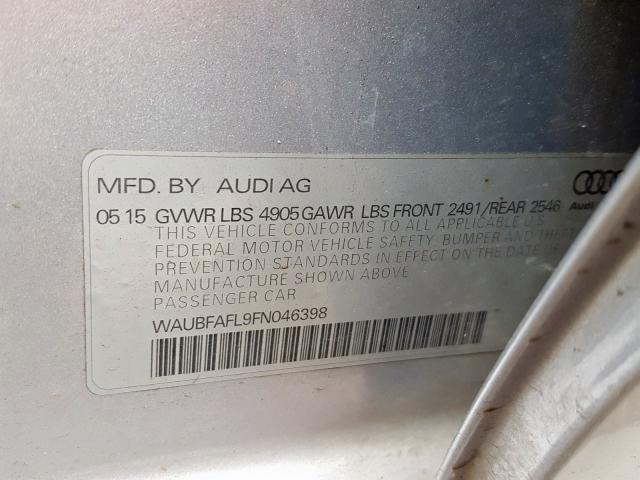 MFD. BY AUDI AG
05 15 GVWR LBS 4905 GAWR LBS FRONT 2491/REAR 2546
Audi
THIS VEHICLE CONFORMS TO ALL APPLICABLE U.S
FEDERAL MOTOR VEHICLE SAFETY, BUMPER AND THEFT
PREVENTION STANDARDS IN EFFECT ON THE DATE OF
MANUFACTURE SHOWN ABOVE
PASSENGER CAR
WAUBFAFL9FN046398